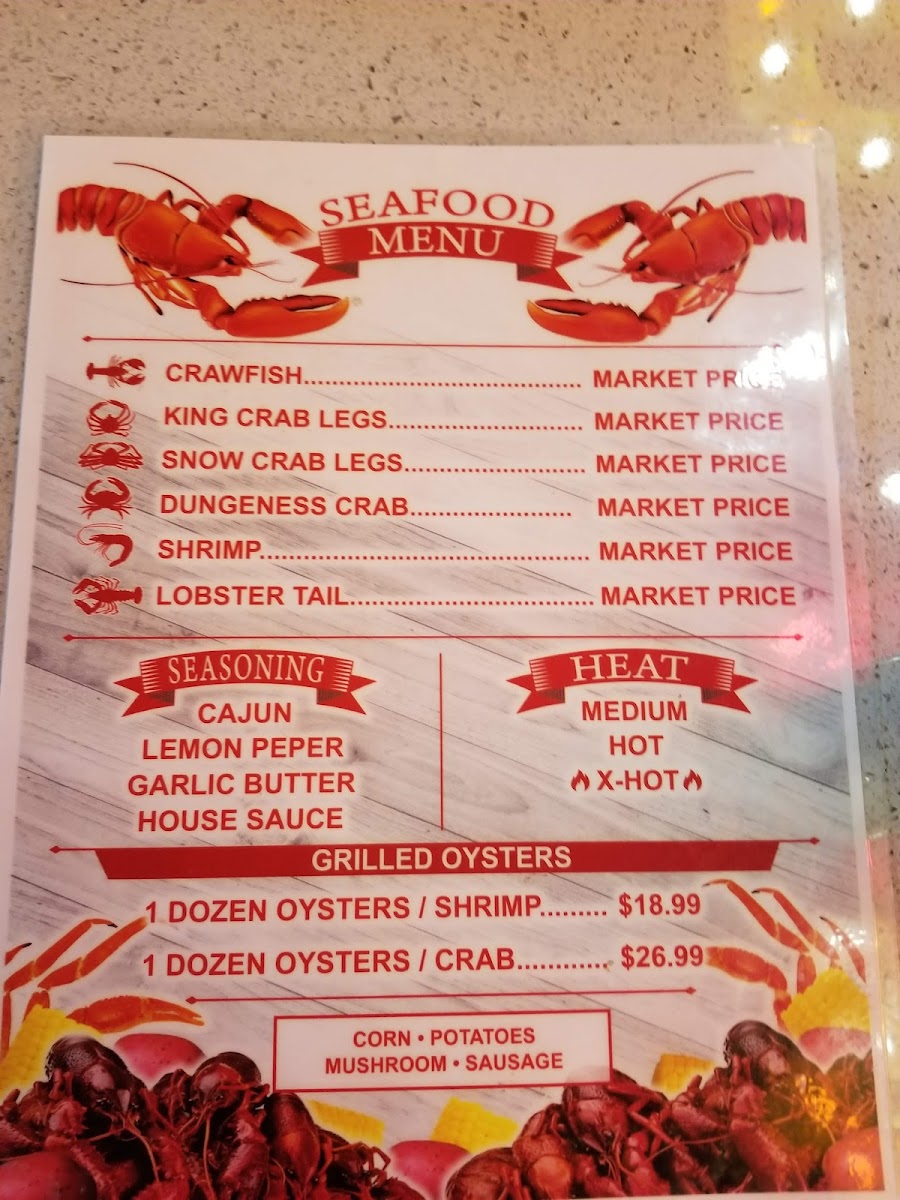 SEAFOOD
MENU
CRAWFISH....................................... MARKET PRICE
KING CRAB LEGS........................... MARKET PRICE
SNOW CRAB LEGS......................... MARKET PRICE
DUNGENESS CRAB....................... MARKET PRICE
SHRIMP.............................................. MARKET PRICE
LOBSTER TAIL.................................. MARKET PRICE
SEASONING
CAJUN
LEMON PEPER
GARLIC BUTTER
HOUSE SAUCE
HEAT
MEDIUM
HOT
X-HOT
GRILLED OYSTERS
1 DOZEN OYSTERS / SHRIMP......... $18.99
1 DOZEN OYSTERS / CRAB............ $26.99
CORN • POTATOES
MUSHROOM • SAUSAGE